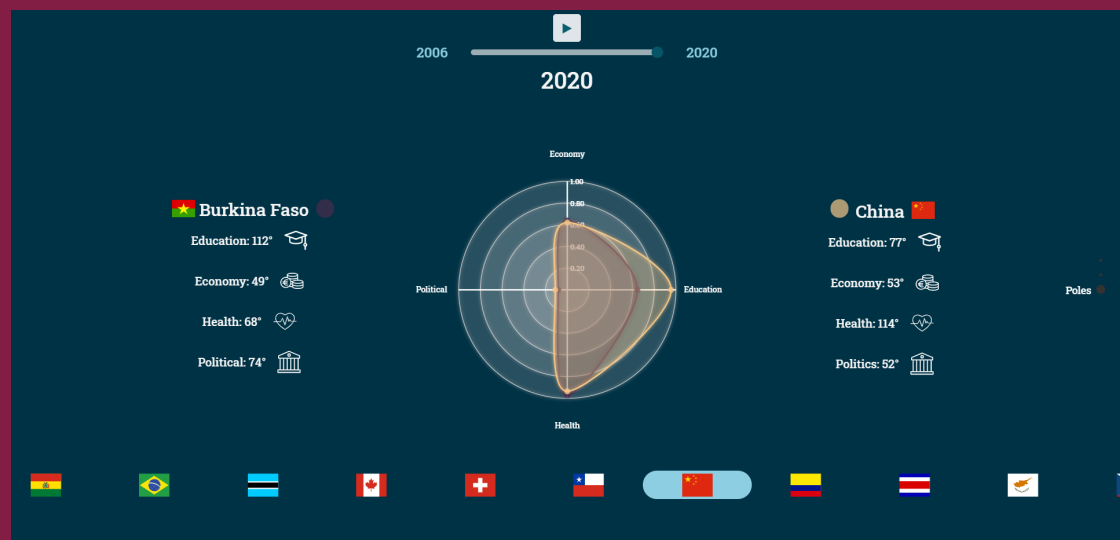 2006
2020
2020
Economy
1.00
0.80
0.60
0.40
0.20
Political
Education
Health
Burkina Faso
Education: 112°
Economy: 49°
Health: 68°
Political: 74°
China
Education: 77°
Economy: 53°
Health: 114°
Politics: 52°
Poles